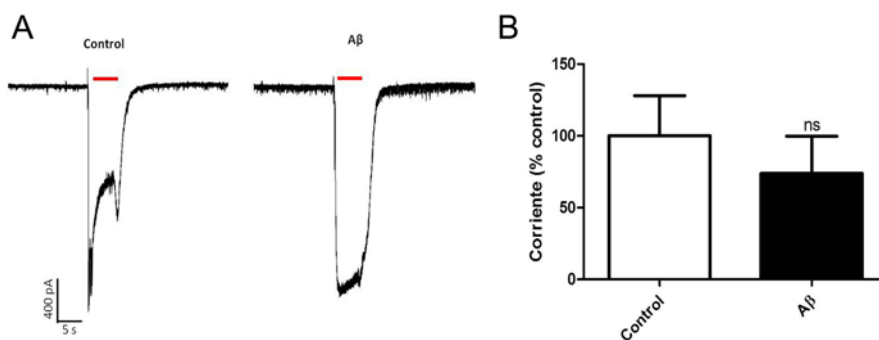 A
Control
Aβ
400 pA
5 s
B
Corriente (% control)
150
100
50
0
ns
Control
Aβ